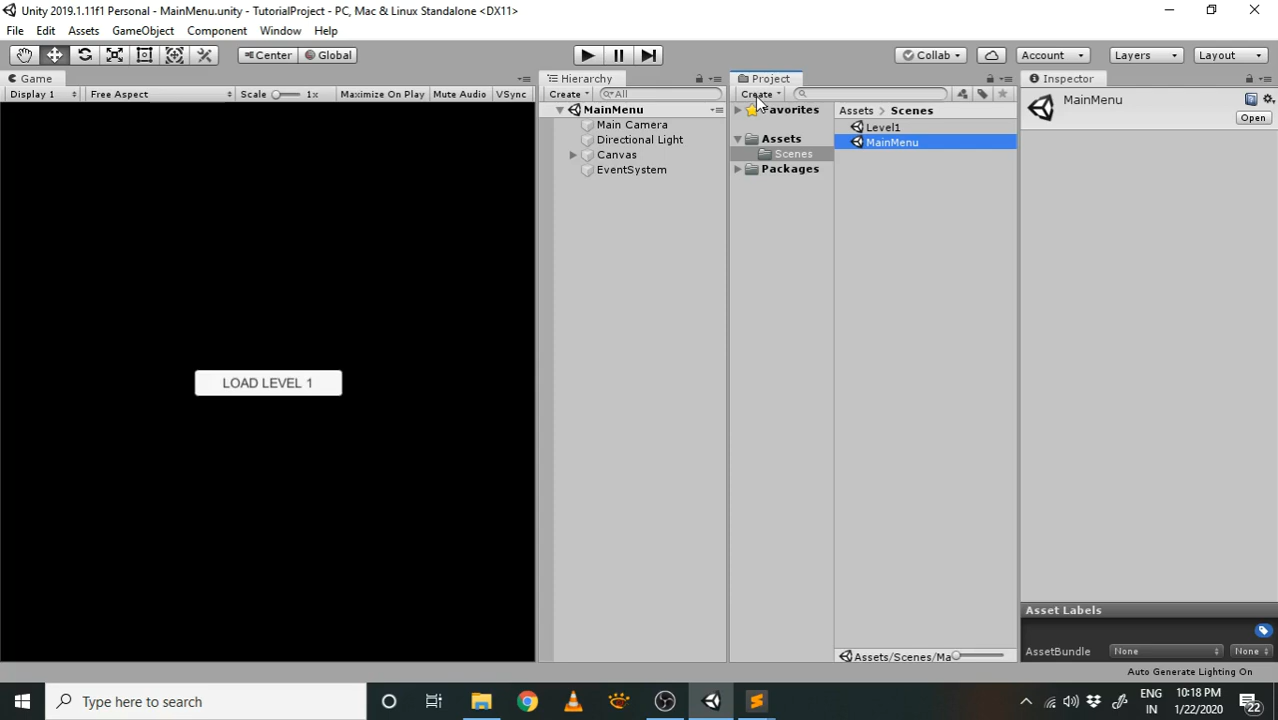 Unity 2019.1.11f1 Personal - MainMenu.unity - TutorialProject - PC, Mac & Linux Standalone <DX11>
File Edit Assets GameObject Component Window Help
Center Global Collab Account Layers Layout
Game Hierarchy Project Inspector
Display 1 Free Aspect Scale 1x Maximize On Play Mute Audio VSync Create All Create
MainMenu
Main Camera
Directional Light
Canvas
EventSystem
Favorites
Assets
Scenes
Packages
Assets > Scenes
Level1
MainMenu
MainMenu
Open
LOAD LEVEL 1
Asset Labels
AssetBundle None None
Assets/Scenes/Ma
Auto Generate Lighting On
Type here to search
ENG
IN
10:18 PM
1/22/2020
22